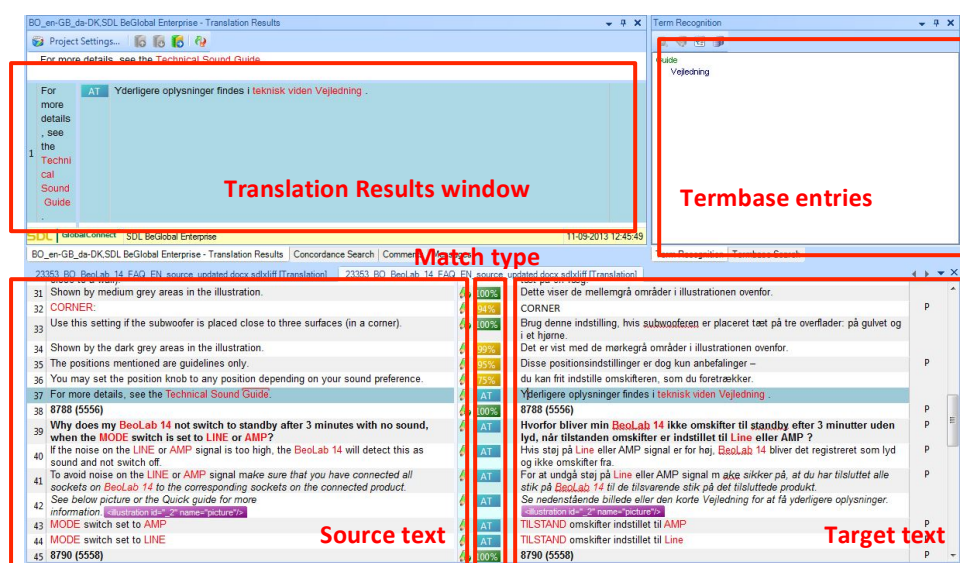 BO_en-GB_da-DK,SDL BeGlobal Enterprise - Translation Results
Term Recognition
Project Settings...
For more details, see the Technical Sound Guide
Guide
Vejledning
1
For
more
details
, see
the
Techni
cal
Sound
Guide
.
AT
Yderligere oplysninger findes i teknisk viden Vejledning .
Translation Results window
Termbase entries
SDL GlobalConnect SDL BeGlobal Enterprise 11-09-2013 12:45:49
BO_en-GB_da-DK,SDL BeGlobal Enterprise - Translation Results Concordance Search
Term Recognition Termbase Search
Match type
23353_BO_BeoLab_14_FAQ_EN_source_updated.docx.sdlxliff [Translation] 23353_BO_BeoLab_14_FAQ_EN_source_updated.docx.sdlxliff [Translation]
31 Shown by medium grey areas in the illustration. 100% Dette viser de mellemgrå områder i illustrationen ovenfor.
32 CORNER: 94% CORNER P
33 Use this setting if the subwoofer is placed close to three surfaces (in a corner). 100% Brug denne indstilling, hvis subwooferen er placeret tæt på tre overflader: på gulvet og
i et hjørne.
34 Shown by the dark grey areas in the illustration. 99% Det er vist med de mørkegrå områder i illustrationen ovenfor.
35 The positions mentioned are guidelines only. 95% Disse positionsindstillinger er dog kun anbefalinger – P
36 You may set the position knob to any position depending on your sound preference. 75% du kan frit indstille omskifteren, som du foretrækker.
37 For more details, see the Technical Sound Guide. AT Yderligere oplysninger findes i teknisk viden Vejledning .
38 8788 (5556) 100% 8788 (5556) P
39 Why does my BeoLab 14 not switch to standby after 3 minutes with no sound, AT Hvorfor bliver min BeoLab 14 ikke omskifter til standby efter 3 minutter uden P
when the MODE switch is set to LINE or AMP? lyd, når tilstanden omskifter er indstillet til Line eller AMP ?
40 If the noise on the LINE or AMP signal is too high, the BeoLab 14 will detect this as AT Hvis støj på Line eller AMP signal er for høj, BeoLab 14 bliver det registreret som lyd P
sound and not switch off. og ikke omskifter fra.
41 To avoid noise on the LINE or AMP signal make sure that you have connected all AT For at undgå støj på Line eller AMP signal m ake sikker på, at du har tilsluttet alle P
sockets on BeoLab 14 to the corresponding sockets on the connected product. stik på BeoLab 14 til de tilsvarende stik på det tilsluttede produkt.
42 See below picture or the Quick guide for more AT Se nedenstående billede eller den korte Vejledning for at få yderligere oplysninger.
information. <illustration id="_2" name="picture"/> <illustration id="_2" name="picture"/>
43 MODE switch set to AMP AT TILSTAND omskifter indstillet til AMP P
44 MODE switch set to LINE AT TILSTAND omskifter indstillet til Line
Source text
Target text
45 8790 (5558) 100% 8790 (5558) P